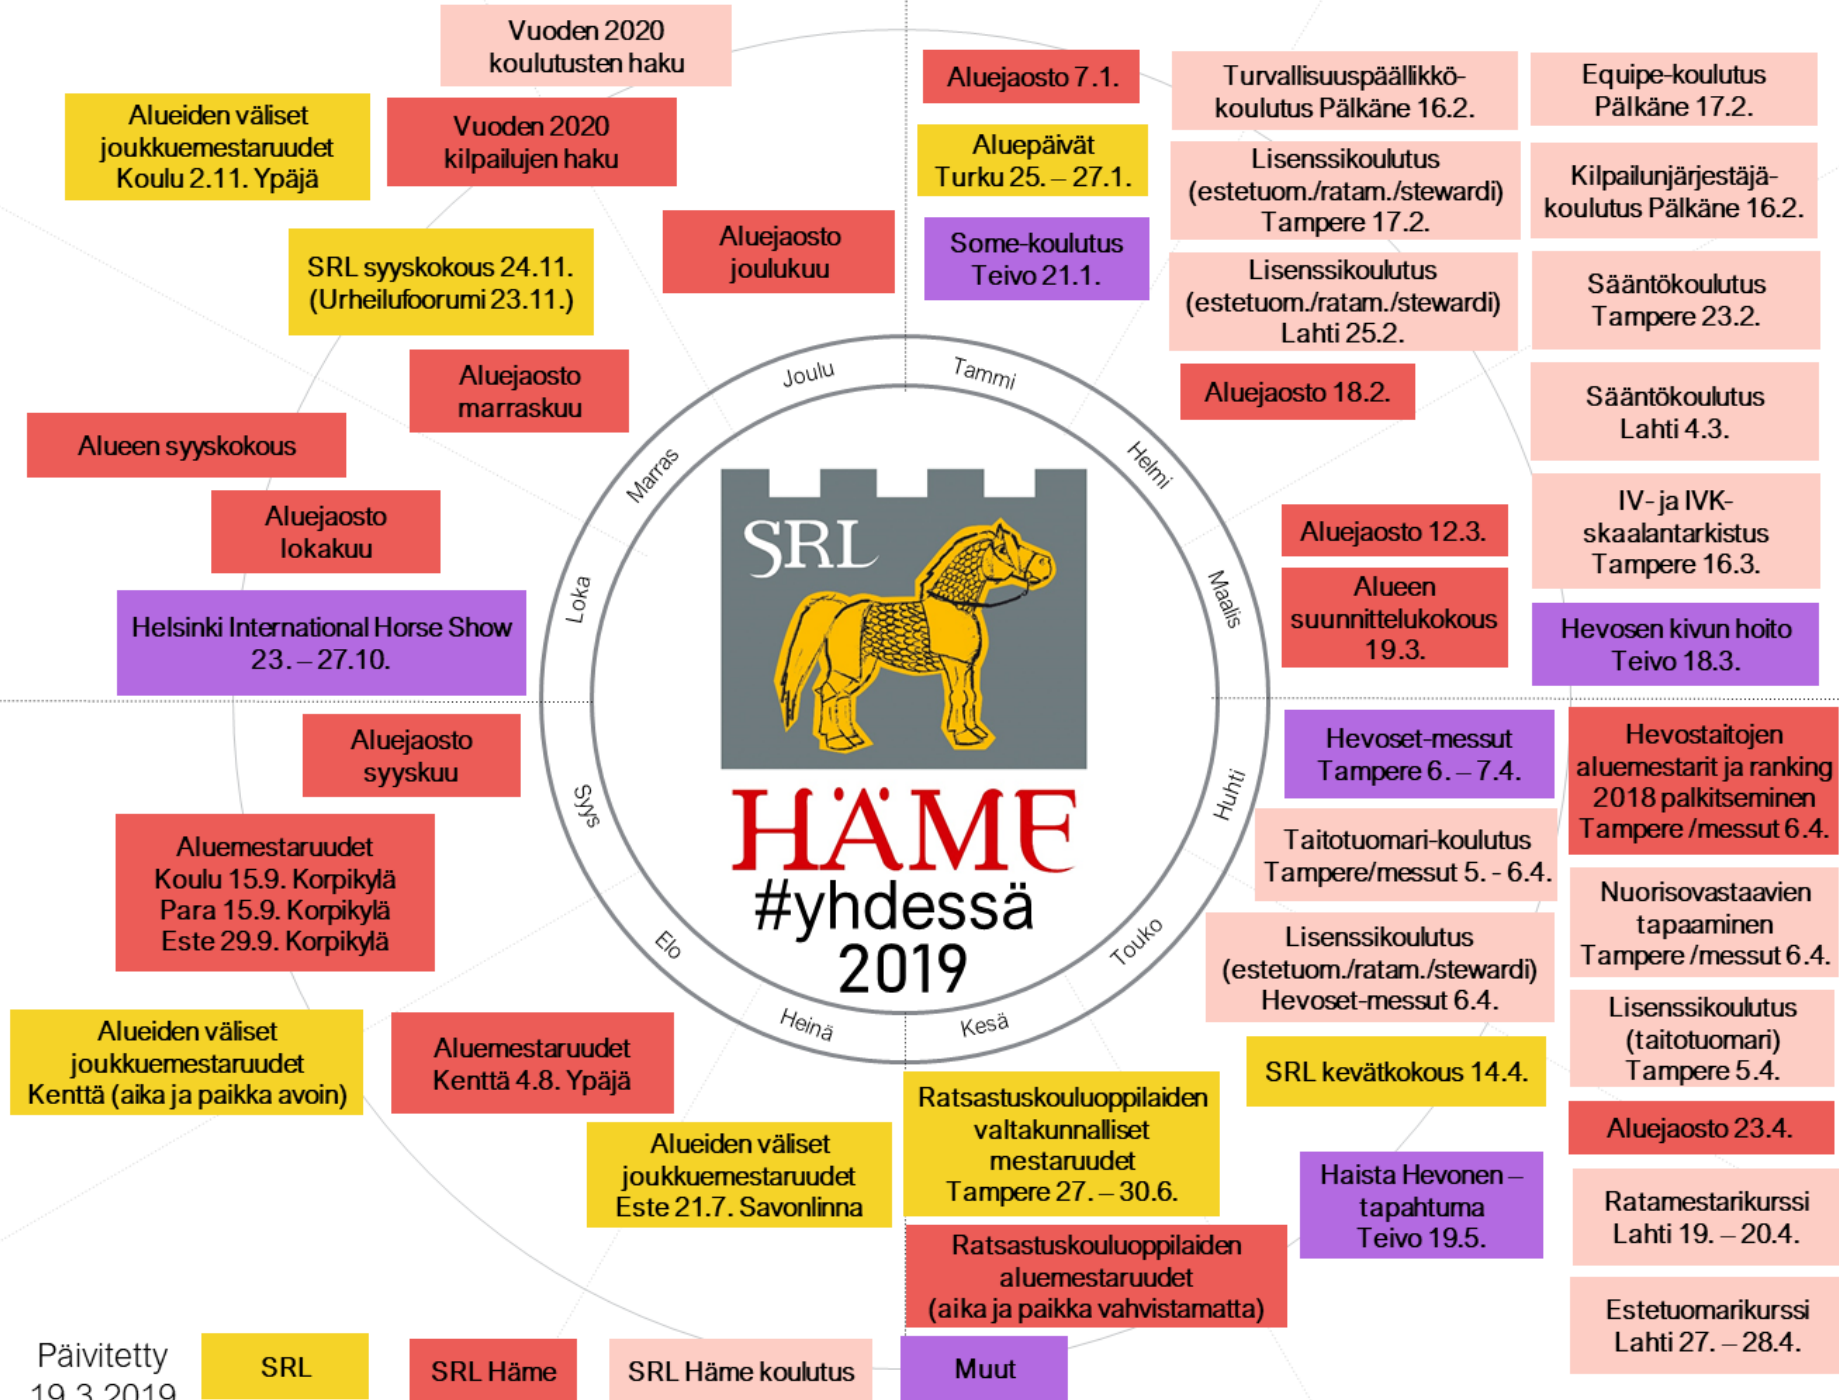 Vuoden 2020
koulutusten haku
Alueiden väliset
joukkuemestaruudet
Koulu 2.11. Ypäjä
Vuoden 2020
kilpailujen haku
Aluejaosto
joulukuu
SRL syyskokous 24.11.
(Urheilufoorumi 23.11.)
Aluejaosto
marraskuu
Alueen syyskokous
Aluejaosto
lokakuu
Helsinki International Horse Show
23. – 27.10.
Aluejaosto 7.1.
Aluepäivät
Turku 25. – 27.1.
Some-koulutus
Teivo 21.1.
Turvallisuuspäällikkö-
koulutus Pälkäne 16.2.
Lisenssikoulutus
(estetuom./ratam./stewardi)
Tampere 17.2.
Lisenssikoulutus
(estetuom./ratam./stewardi)
Lahti 25.2.
Aluejaosto 18.2.
Equipe-koulutus
Pälkäne 17.2.
Kilpailunjärjestäjä-
koulutus Pälkäne 16.2.
Sääntökoulutus
Tampere 23.2.
Sääntökoulutus
Lahti 4.3.
IV- ja IVK-
skaalantarkistus
Tampere 16.3.
Aluejaosto 12.3.
Alueen
suunnittelukokous
19.3.
Hevosen kivun hoito
Teivo 18.3.
Joulu
Tammi
Helmi
Maalis
Huhti
Touko
Kesä
Heinä
Elo
Syys
Loka
Marras
SRL
HÄME
#yhdessä
2019
Aluejaosto
syyskuu
Aluemestaruudet
Koulu 15.9. Korpikylä
Para 15.9. Korpikylä
Este 29.9. Korpikylä
Alueiden väliset
joukkuemestaruudet
Kenttä (aika ja paikka avoin)
Aluemestaruudet
Kenttä 4.8. Ypäjä
Alueiden väliset
joukkuemestaruudet
Este 21.7. Savonlinna
Ratsastuskouluoppilaiden
valtakunnalliset
mestaruudet
Tampere 27. – 30.6.
Ratsastuskouluoppilaiden
aluemestaruudet
(aika ja paikka vahvistamatta)
Hevoset-messut
Tampere 6. – 7.4.
Taitotuomari-koulutus
Tampere/messut 5. - 6.4.
Lisenssikoulutus
(estetuom./ratam./stewardi)
Hevoset-messut 6.4.
SRL kevätkokous 14.4.
Haista Hevonen –
tapahtuma
Teivo 19.5.
Hevostaitojen
aluemestarit ja ranking
2018 palkitseminen
Tampere /messut 6.4.
Nuorisovastaavien
tapaaminen
Tampere /messut 6.4.
Lisenssikoulutus
(taitotuomari)
Tampere 5.4.
Aluejaosto 23.4.
Ratamestarikurssi
Lahti 19. – 20.4.
Estetuomarikurssi
Lahti 27. – 28.4.
Päivitetty
19.3.2019
SRL
SRL Häme
SRL Häme koulutus
Muut